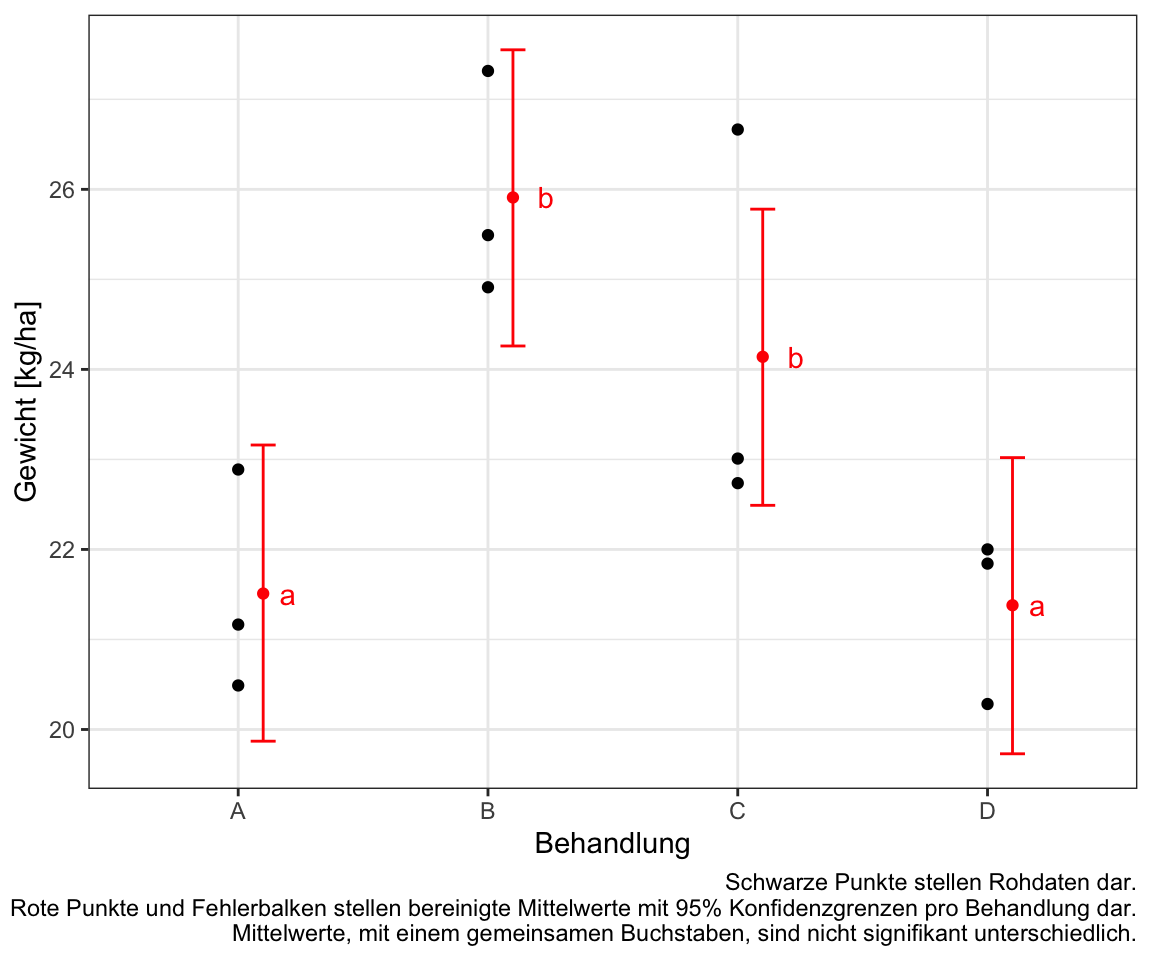 Gewicht [kg/ha]
26
24
22
20
b
b
a
a
A B C D
Behandlung
Schwarze Punkte stellen Rohdaten dar.
Rote Punkte und Fehlerbalken stellen bereinigte Mittelwerte mit 95% Konfidenzgrenzen pro Behandlung dar.
Mittelwerte, mit einem gemeinsamen Buchstaben, sind nicht signifikant unterschiedlich.